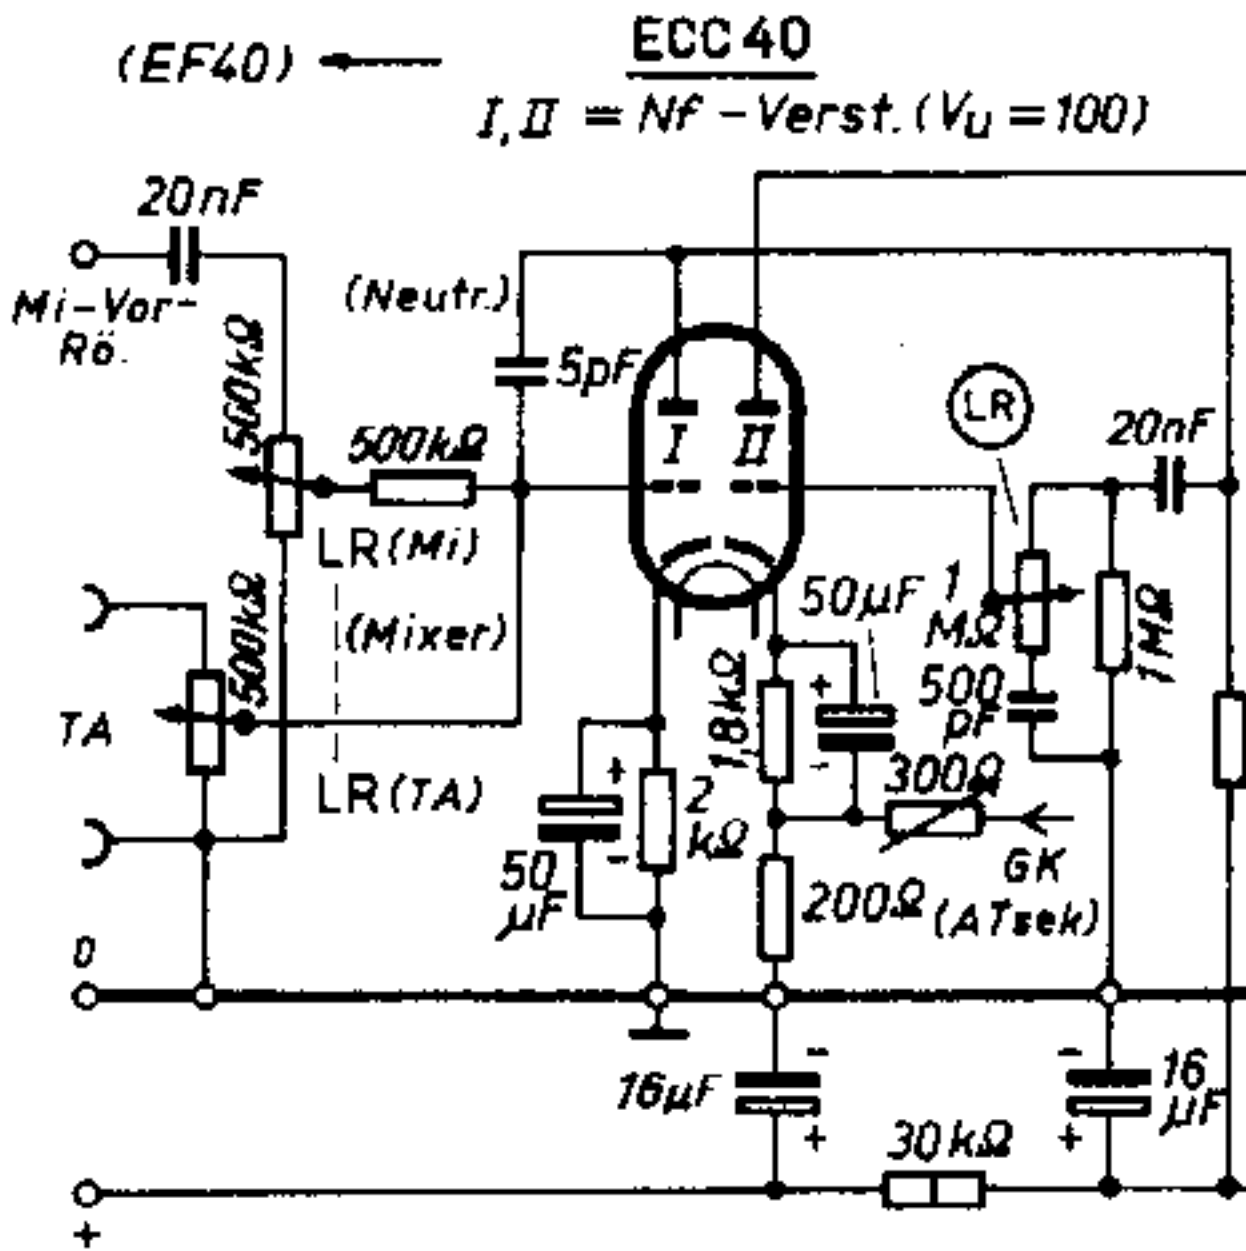 (EF40)
ECC 40
I, II = Nf-Verst. (Vu = 100)
20nF
Mi-Vor-
Rö.
(Neutr.)
5pF
500kΩ
500kΩ
I II
LR
20nF
LR (Mi)
(Mixer)
500kΩ
TA
LR (TA)
50µF
1
MΩ
1MΩ
500
pF
1,8kΩ
+
-
300Ω
GK
(ATsek)
200Ω
+
-
2
kΩ
50
µF
0
16µF
-
+
-
+
16
µF
30kΩ
+